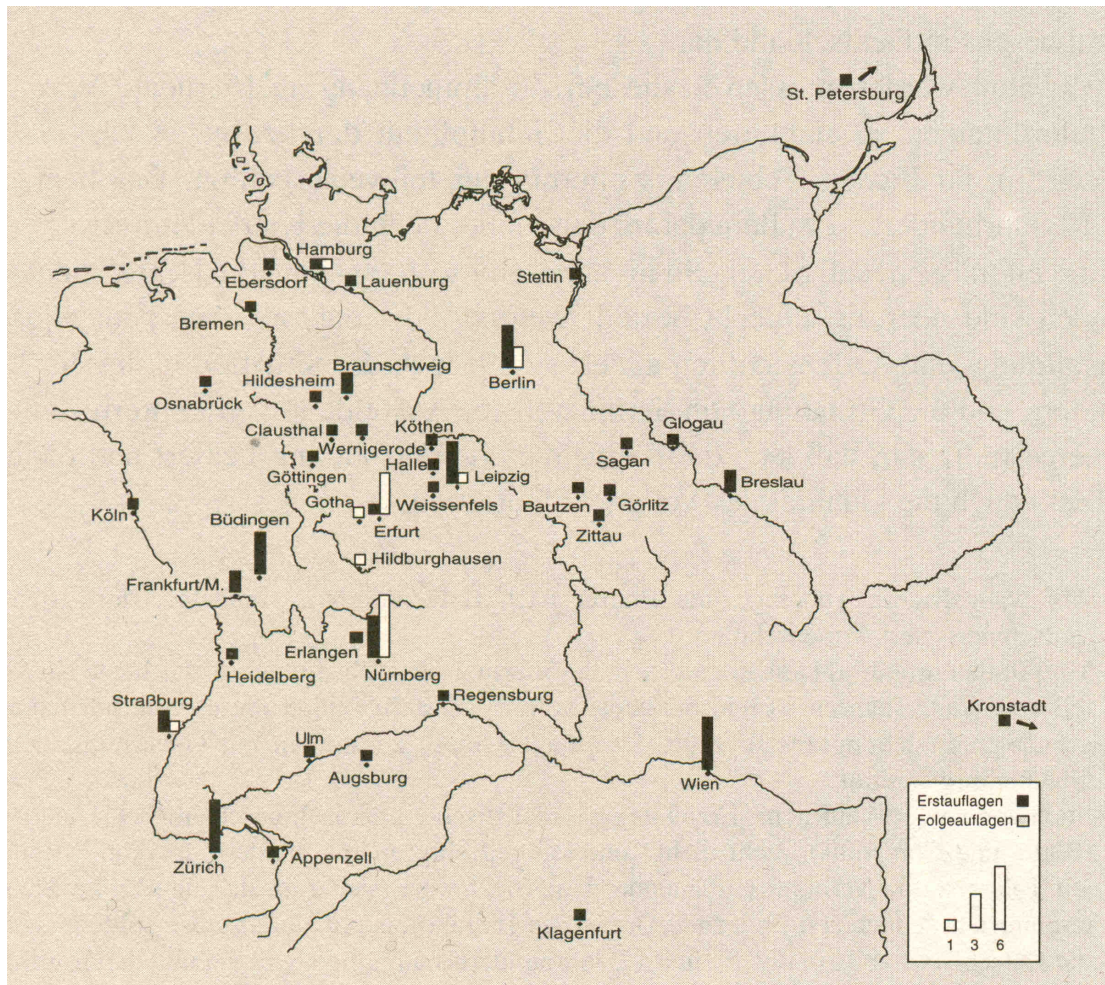 St. Petersburg
Hamburg
Ebersdorf
Lauenburg
Stettin
Bremen
Berlin
Braunschweig
Hildesheim
Osnabrück
Clausthal
Wernigerode
Köthen
Glogau
Sagan
Göttingen
Halle
Leipzig
Breslau
Gotha
Weissenfels
Bautzen
Görlitz
Köln
Erfurt
Zittau
Büdingen
Hildburghausen
Frankfurt/M.
Erlangen
Heidelberg
Nürnberg
Straßburg
Regensburg
Kronstadt
Ulm
Augsburg
Wien
Zürich
Appenzell
Klagenfurt
Erstauflagen
Folgeauflagen
1 3 6